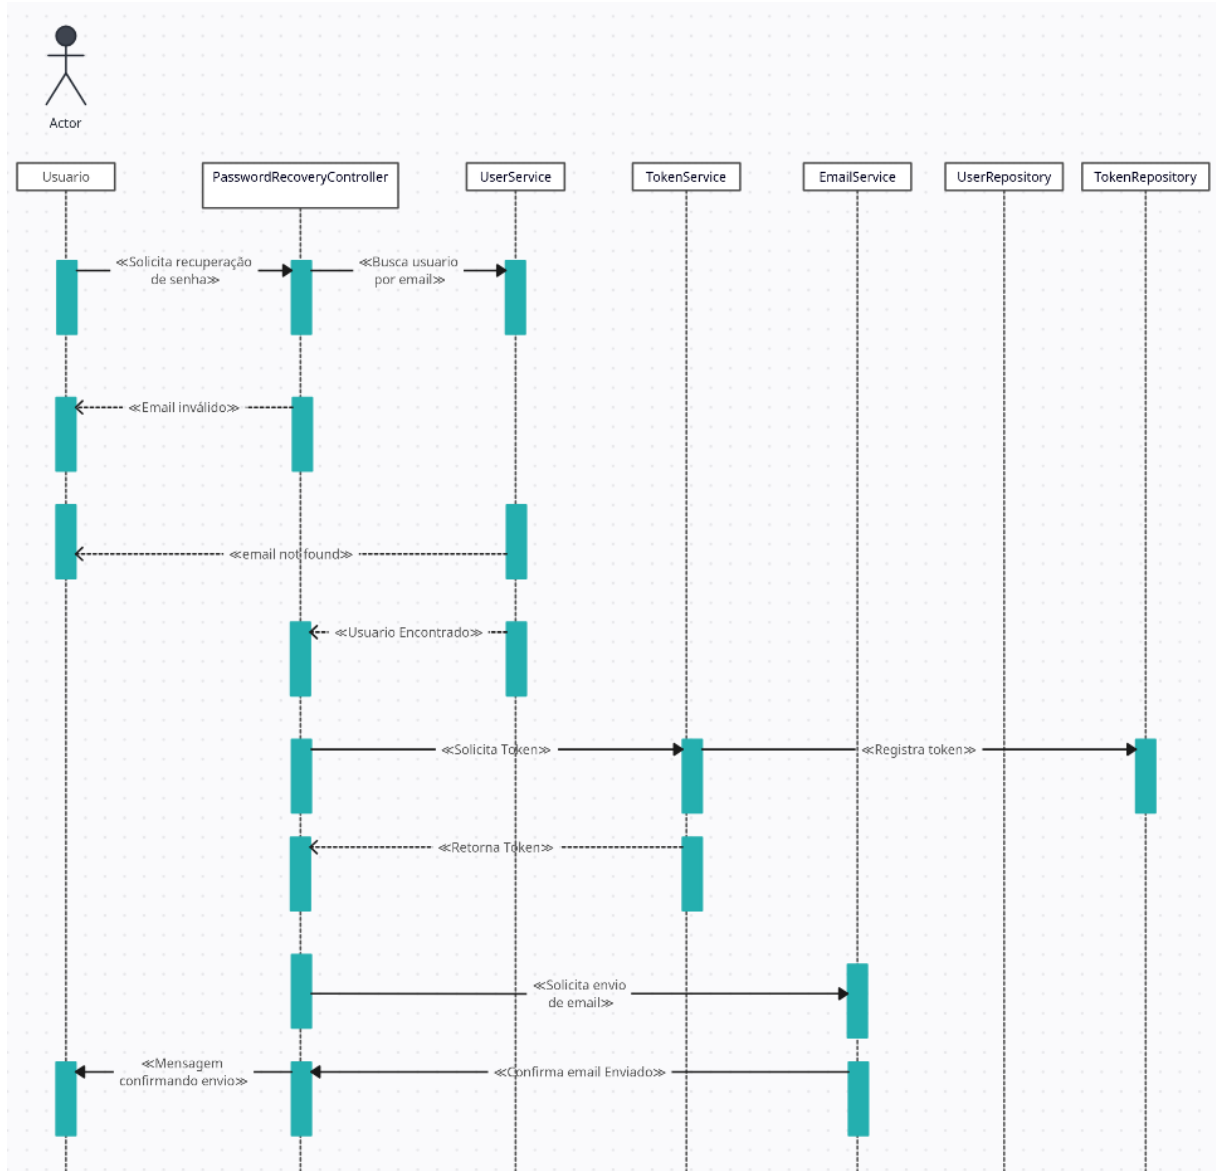 Actor
Usuario
PasswordRecoveryController
UserService
TokenService
EmailService
UserRepository
TokenRepository
≪Solicita recuperação
de senha≫
≪Busca usuario
por email≫
≪Email inválido≫
≪email not found≫
≪Usuario Encontrado≫
≪Solicita Token≫
≪Registra token≫
≪Retorna Token≫
≪Solicita envio
de email≫
≪Mensagem
confirmando envio≫
≪Confirma email Enviado≫